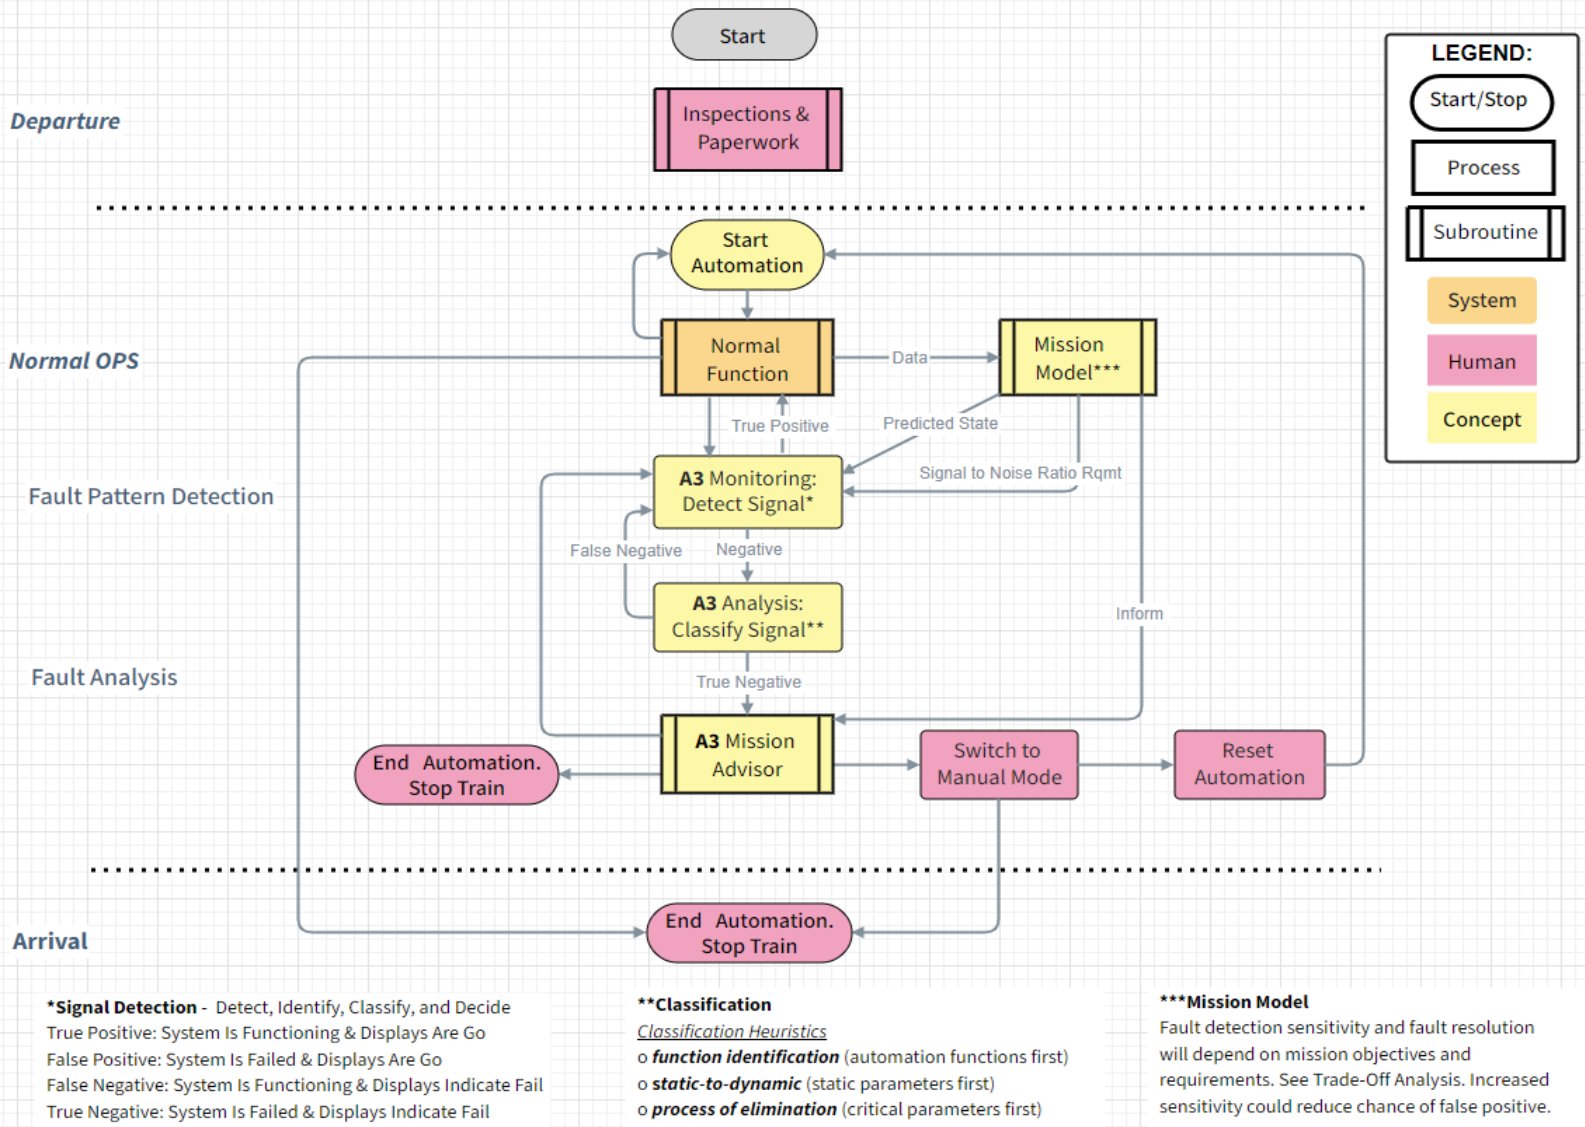 Start
LEGEND:
Start/Stop
Process
Subroutine
System
Human
Concept
Departure
Inspections &
Paperwork
Start
Automation
Normal OPS
Normal
Function
Data
Mission
Model***
True Positive
Predicted State
Signal to Noise Ratio Rqmt
Fault Pattern Detection
A3 Monitoring:
Detect Signal*
False Negative
Negative
A3 Analysis:
Classify Signal**
Inform
Fault Analysis
True Negative
A3 Mission
Advisor
End Automation.
Stop Train
Switch to
Manual Mode
Reset
Automation
Arrival
End Automation.
Stop Train
*Signal Detection - Detect, Identify, Classify, and Decide
True Positive: System Is Functioning & Displays Are Go
False Positive: System Is Failed & Displays Are Go
False Negative: System Is Functioning & Displays Indicate Fail
True Negative: System Is Failed & Displays Indicate Fail
**Classification
Classification Heuristics
o function identification (automation functions first)
o static-to-dynamic (static parameters first)
o process of elimination (critical parameters first)
***Mission Model
Fault detection sensitivity and fault resolution
will depend on mission objectives and
requirements. See Trade-Off Analysis. Increased
sensitivity could reduce chance of false positive.